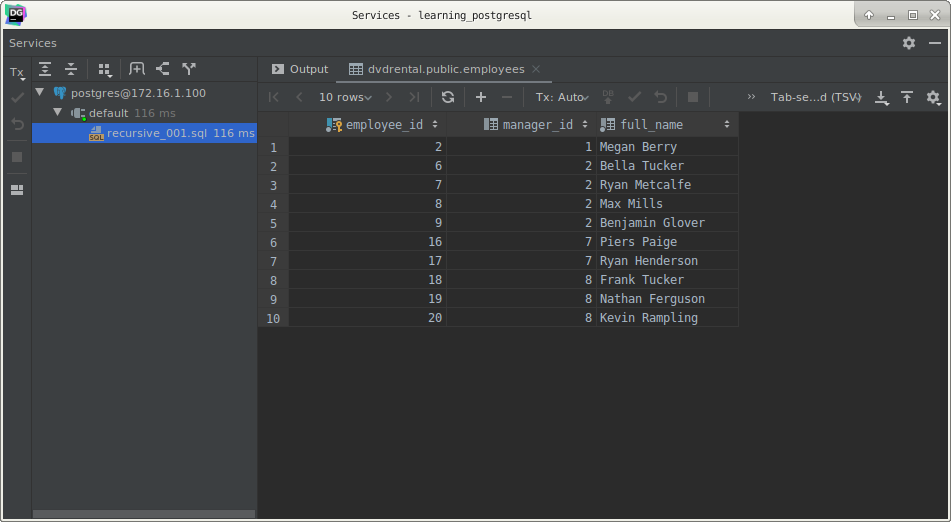 DG
Services - learning_postgresql
Services
Tx
postgres@172.16.1.100
default 116 ms
SQL recursive_001.sql 116 ms
Output
dvdrental.public.employees
10 rows
DB
Tx: Auto
Tab-se...d (TSV)
employee_id manager_id full_name
1 2 1 Megan Berry
2 6 2 Bella Tucker
3 7 2 Ryan Metcalfe
4 8 2 Max Mills
5 9 2 Benjamin Glover
6 16 7 Piers Paige
7 17 7 Ryan Henderson
8 18 8 Frank Tucker
9 19 8 Nathan Ferguson
10 20 8 Kevin Rampling